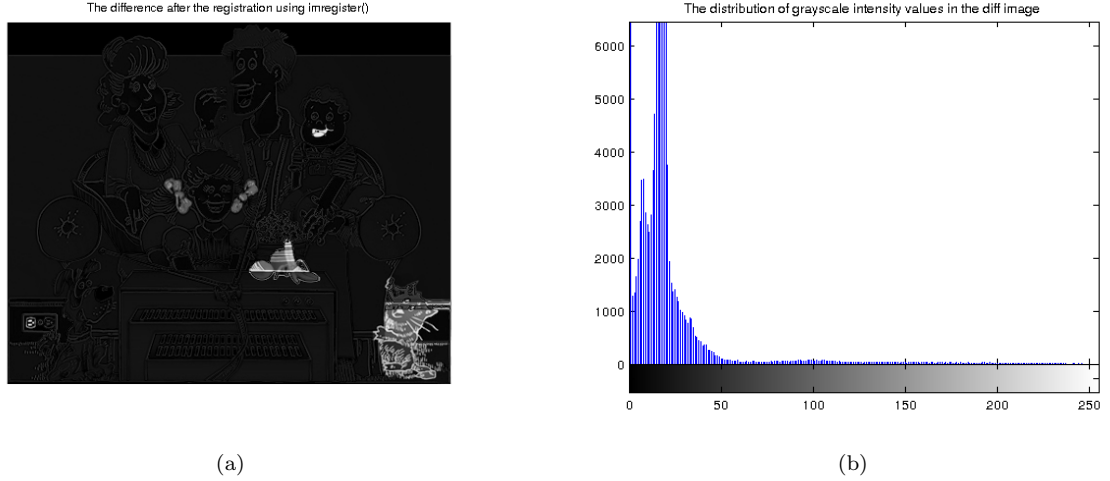 The difference after the registration using imregister()
The distribution of grayscale intensity values in the diff image
6000
5000
4000
3000
2000
1000
0
0 50 100 150 200 250
(a) (b)